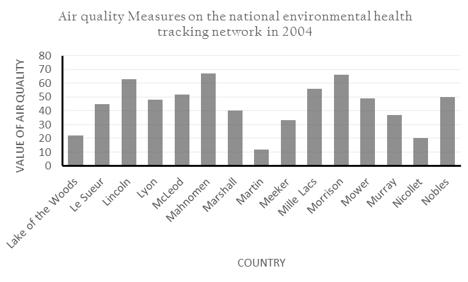 Air quality Measures on the national environmental health
tracking network in 2004
VALUE OF AIR QUALITY
80
70
60
50
40
30
20
10
0
Lake of the Woods
Le Sueur
Lincoln
Lyon
McLeod
Mahnomen
Marshall
Martin
Meeker
Mille Lacs
Morrison
Mower
Murray
Nicollet
Nobles
COUNTRY